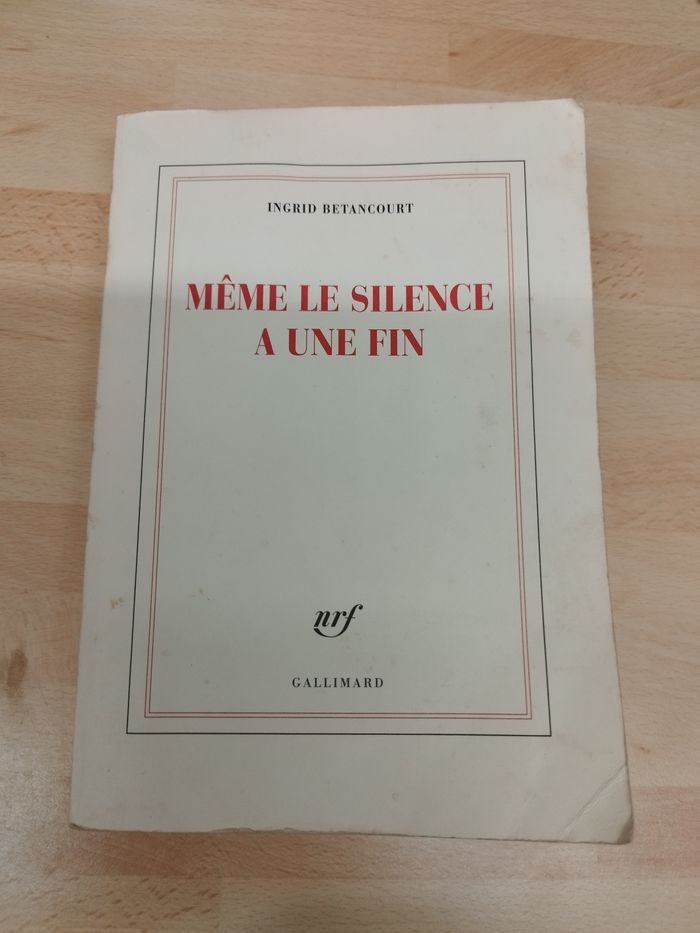 INGRID BETANCOURT
MÊME LE SILENCE
A UNE FIN
nrf
GALLIMARD